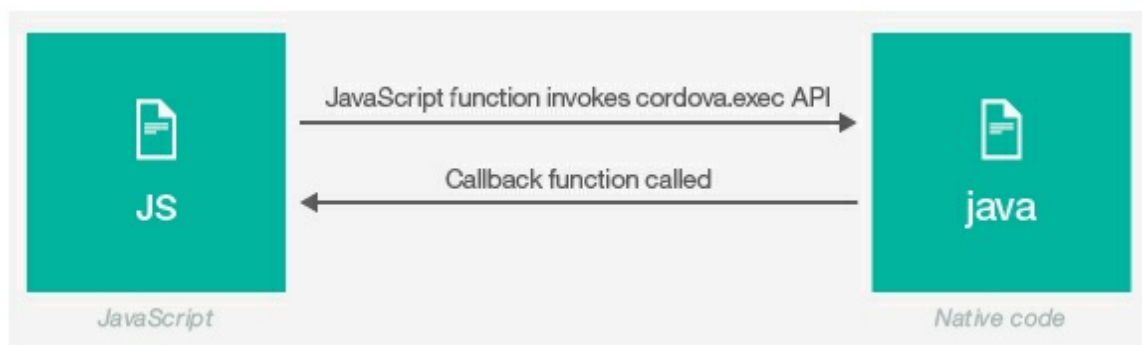 JavaScript function invokes cordova.exec API
Callback function called
JS
java
JavaScript
Native code